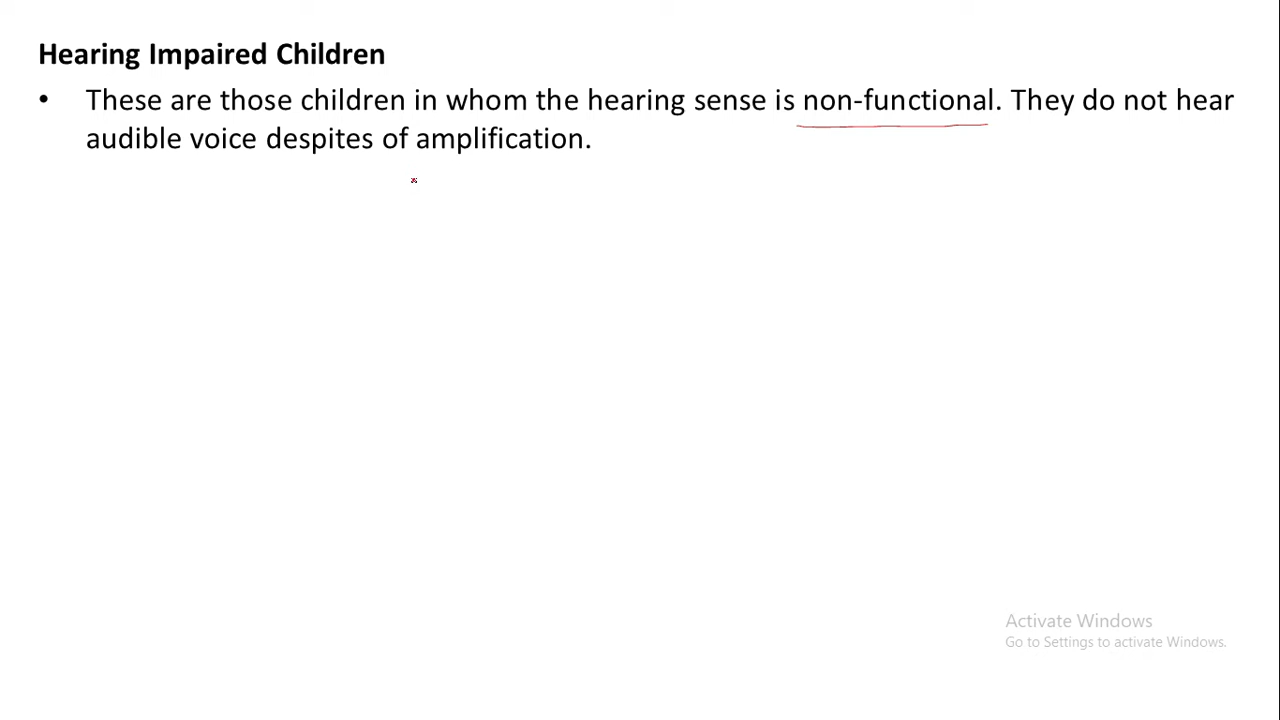 Hearing Impaired Children
• These are those children in whom the hearing sense is non-functional. They do not hear
audible voice despites of amplification.
Activate Windows
Go to Settings to activate Windows.